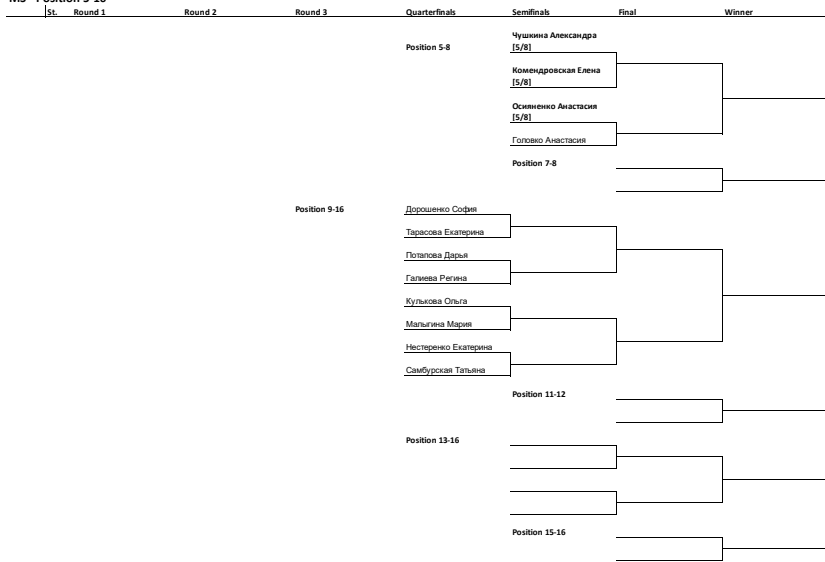 St. Round 1 Round 2 Round 3 Quarterfinals Semifinals Final Winner
Position 5-8
Чушкина Александра
[5/8]
Комендровская Елена
[5/8]
Осияненко Анастасия
[5/8]
Головко Анастасия
Position 7-8
Position 9-16
Дорошенко София
Тарасова Екатерина
Потапова Дарья
Галиева Регина
Кулькова Ольга
Малыгина Мария
Нестеренко Екатерина
Самбурская Татьяна
Position 11-12
Position 13-16
Position 15-16